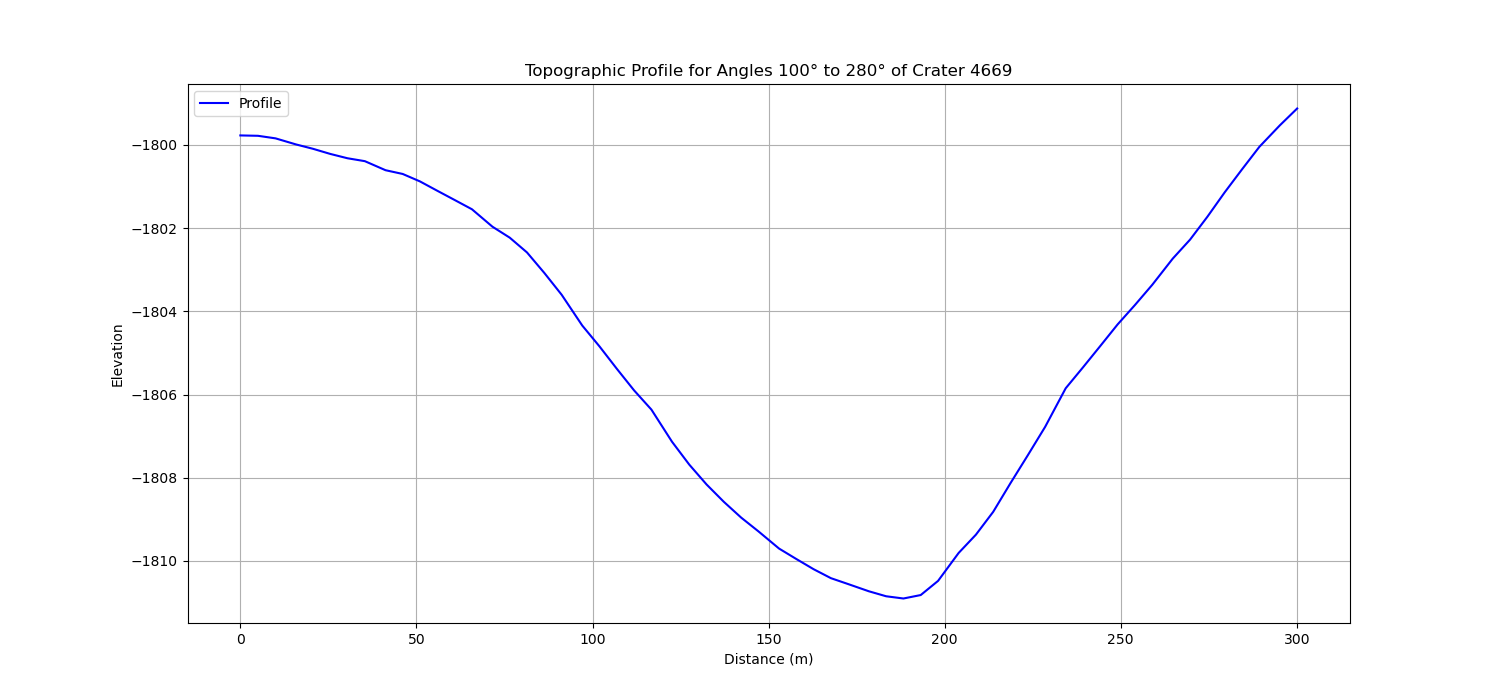 Topographic Profile for Angles 100° to 280° of Crater 4669
Profile
−1800
−1802
−1804
−1806
−1808
−1810
Elevation
0 50 100 150 200 250 300
Distance (m)